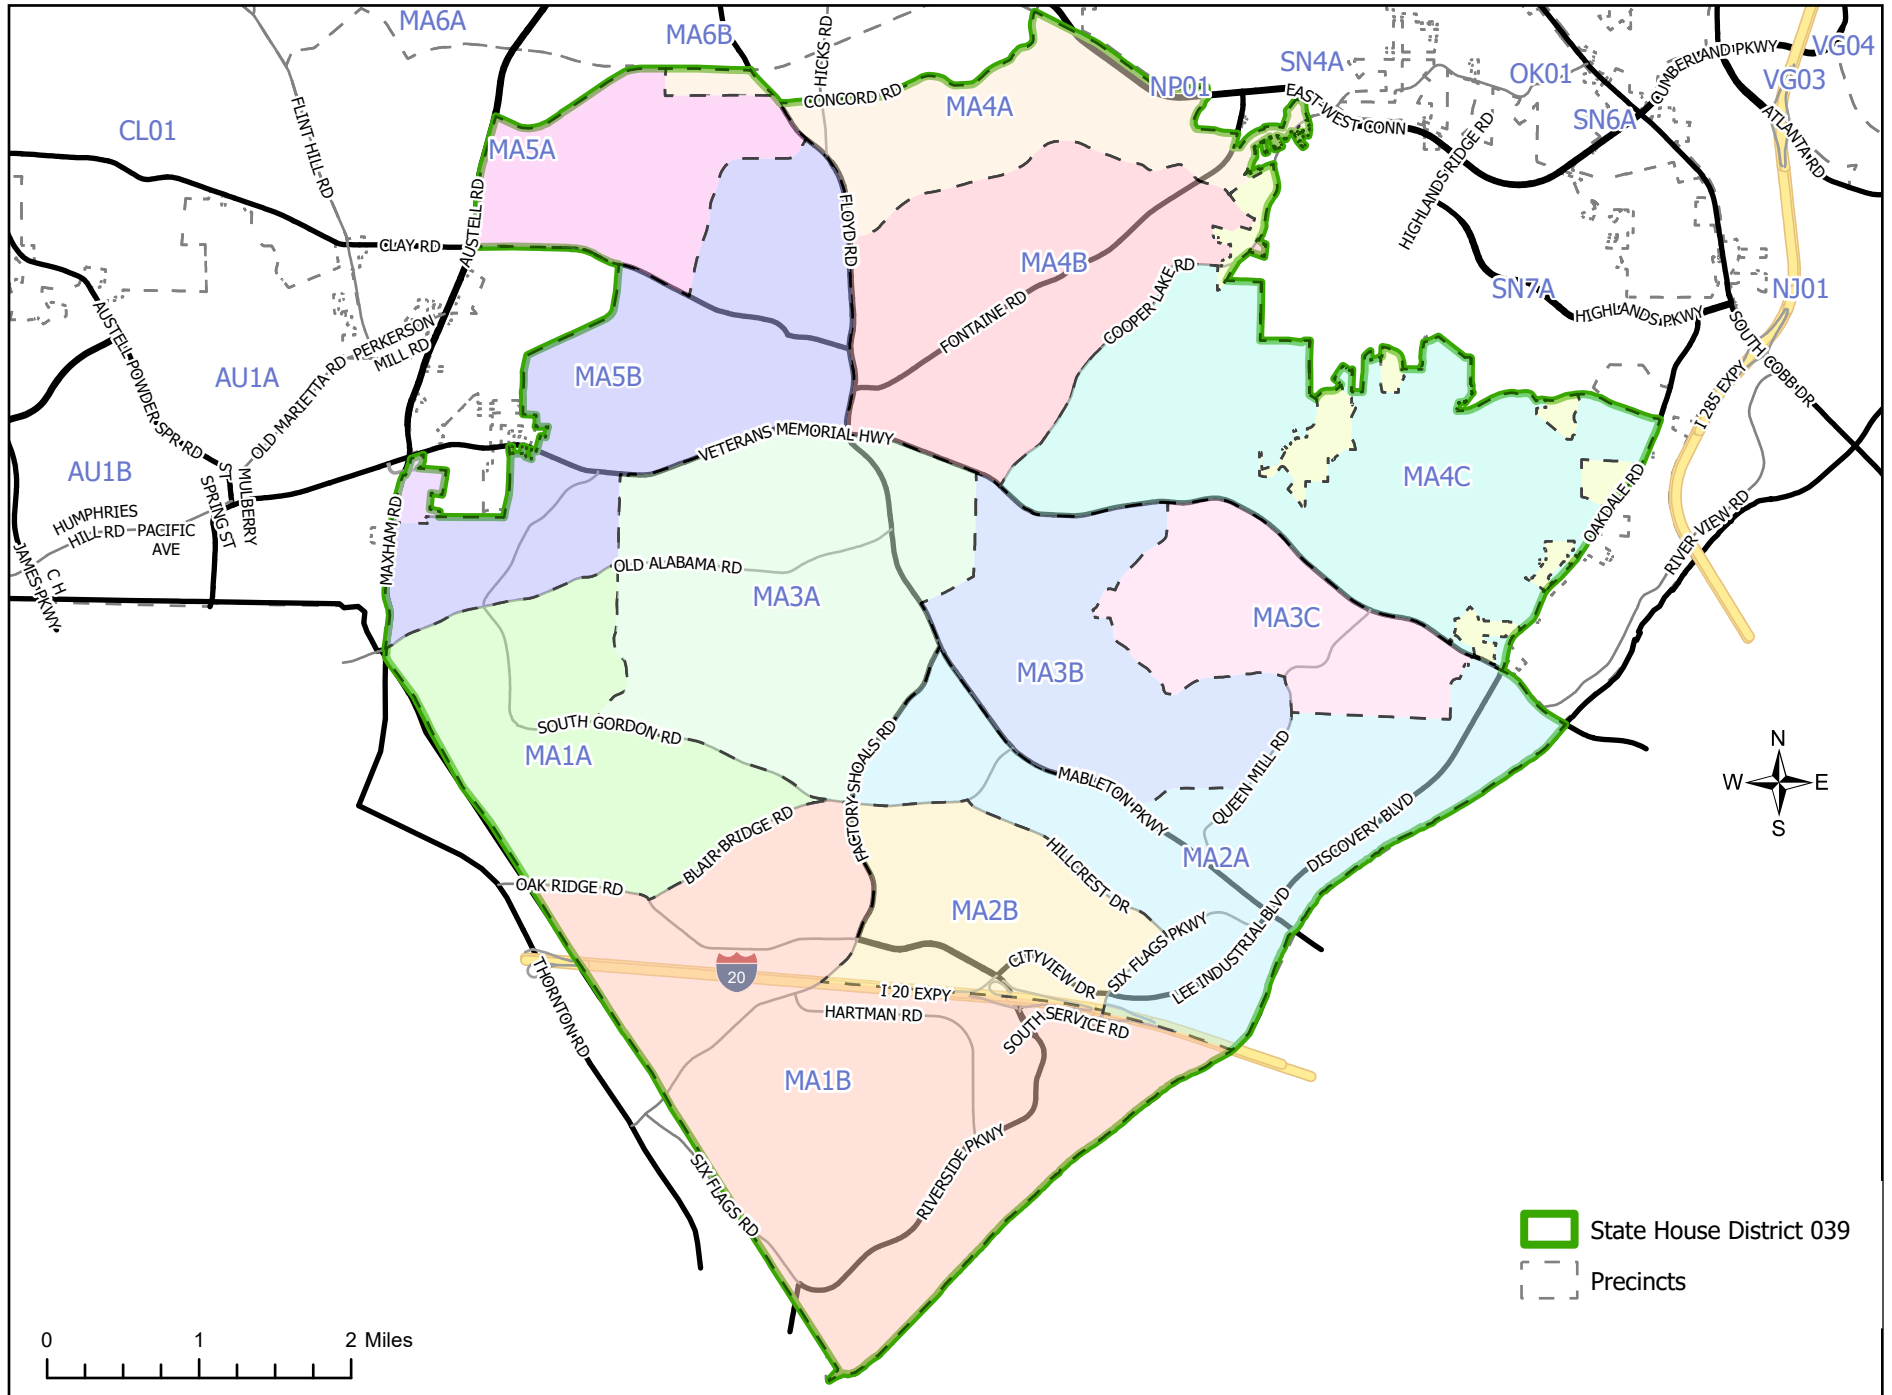 MA6A
MA6B
HICKS RD
SN4A
CUMBERLAND PKWY
VG04
VG03
OK01
NP01
CL01
FLINT HILL RD
CONCORD RD
MA4A
EAST-WEST CONN
SN6A
ATLANTA RD
MA5A
HIGHLANDS RIDGE RD
AUSTELL RD
CLAY RD
FLOYD RD
MA4B
COOPER LAKE RD
SN7A
NJ01
HIGHLANDS PKWY
FONTAINE RD
AUSTELL-POWDER SPR RD
PERKERSON
MILL RD
OLD MARIETTA RD
AU1A
MA5B
SOUTH COBB DR
I 285 EXPY
VETERANS MEMORIAL HWY
AU1B
ST
MULBERRY
SPRING ST
MAXHAM RD
MA4C
OAKDALE RD
RIVER VIEW RD
HUMPHRIES
HILL RD
PACIFIC
AVE
C H
JAMES PKWY
OLD ALABAMA RD
MA3A
MA3C
MA3B
SOUTH GORDON RD
MA1A
FACTORY SHOALS RD
MABLETON PKWY
QUEEN MILL RD
N
W
E
S
BLAIR BRIDGE RD
HILLCREST DR
MA2A
DISCOVERY BLVD
OAK RIDGE RD
MA2B
SIX FLAGS PKWY
LEE INDUSTRIAL BLVD
CITYVIEW DR
20
I 20 EXPY
HARTMAN RD
SOUTH SERVICE RD
THORNTON RD
MA1B
RIVERSIDE PKWY
SIX FLAGS RD
State House District 039
Precincts
0 1 2 Miles